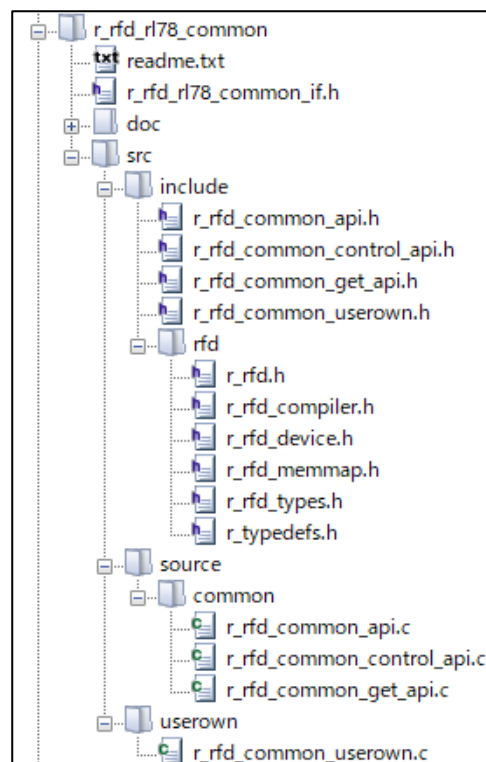 r_rfd_rl78_common
txt readme.txt
h r_rfd_rl78_common_if.h
doc
src
include
h r_rfd_common_api.h
h r_rfd_common_control_api.h
h r_rfd_common_get_api.h
h r_rfd_common_userown.h
rfd
h r_rfd.h
h r_rfd_compiler.h
h r_rfd_device.h
h r_rfd_memmap.h
h r_rfd_types.h
h r_typedefs.h
source
common
c r_rfd_common_api.c
c r_rfd_common_control_api.c
c r_rfd_common_get_api.c
userown
c r_rfd_common_userown.c